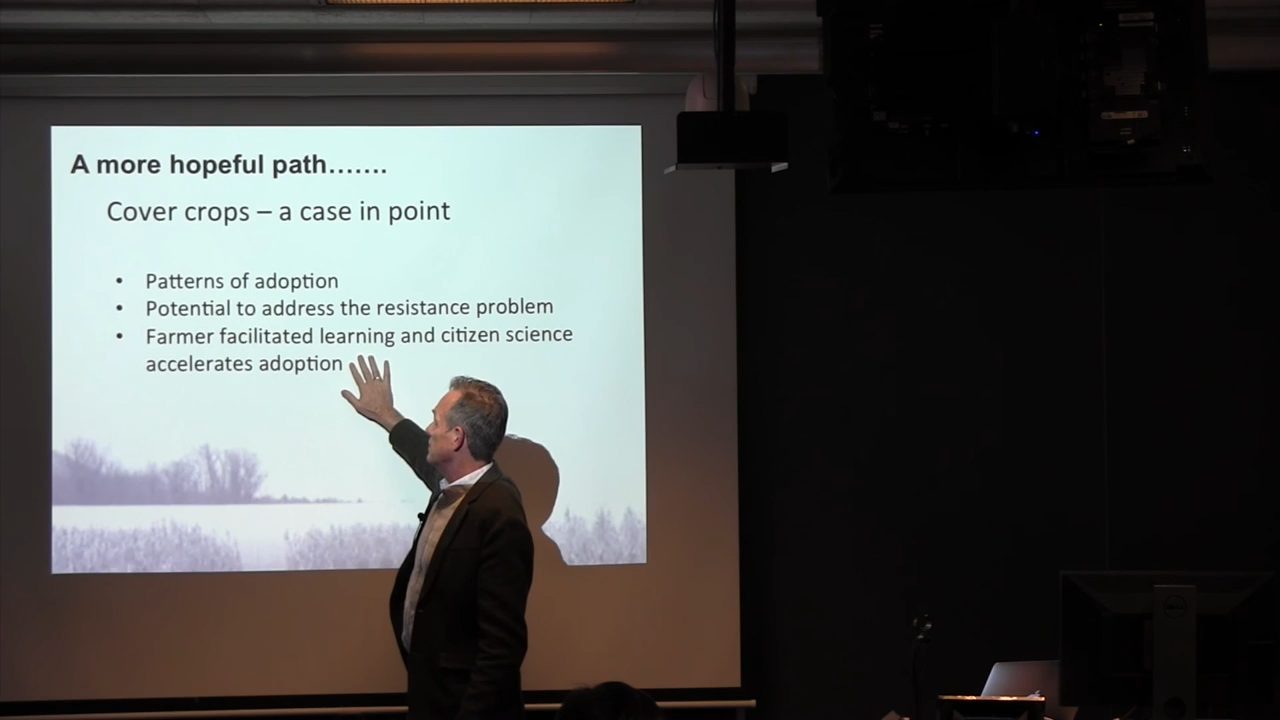 A more hopeful path.......
Cover crops – a case in point
• Patterns of adoption
• Potential to address the resistance problem
• Farmer facilitated learning and citizen science
accelerates adoption